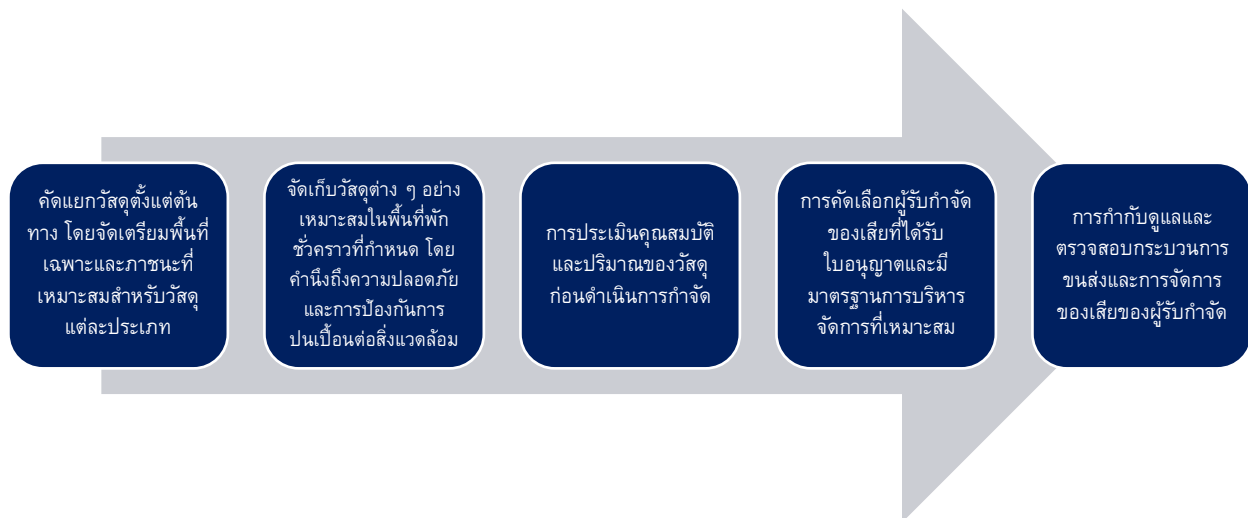 คัดแยกวัสดุตั้งแต่ต้น
ทาง โดยจัดเตรียมพื้นที่
เฉพาะและภาชนะที่
เหมาะสมสำหรับวัสดุ
แต่ละประเภท
จัดเก็บวัสดุต่าง ๆ อย่าง
เหมาะสมในพื้นที่พัก
ชั่วคราวที่กำหนด โดย
คำนึงถึงความปลอดภัย
และการป้องกันการ
ปนเปื้อนต่อสิ่งแวดล้อม
การประเมินคุณสมบัติ
และปริมาณของวัสดุ
ก่อนดำเนินการกำจัด
การคัดเลือกผู้รับกำจัด
ของเสียที่ได้รับ
ใบอนุญาตและมี
มาตรฐานการบริหาร
จัดการที่เหมาะสม
การกำกับดูแลและ
ตรวจสอบกระบวนการ
ขนส่งและการจัดการ
ของเสียของผู้รับกำจัด